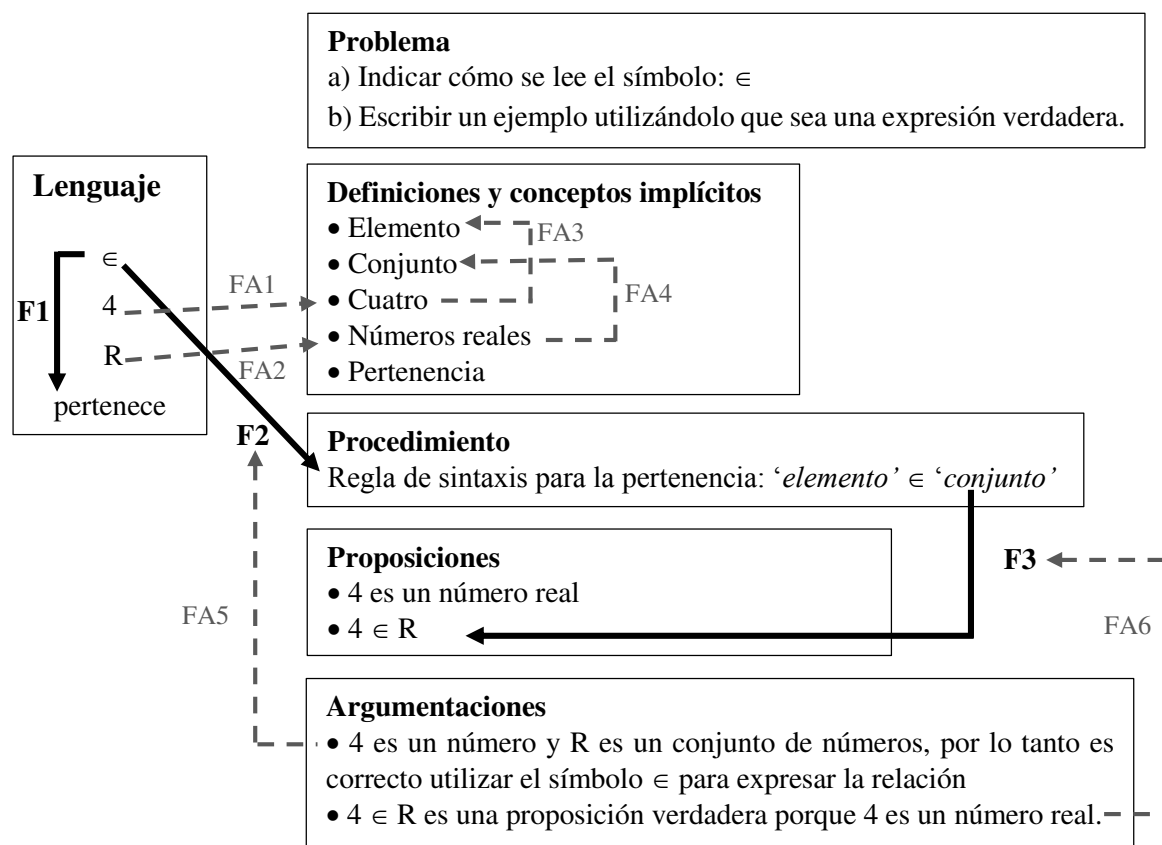 Problema
a) Indicar cómo se lee el símbolo: ∈
b) Escribir un ejemplo utilizándolo que sea una expresión verdadera.
Lenguaje
∈
4
R
pertenece
F1
FA1
FA2
Definiciones y conceptos implícitos
• Elemento
• Conjunto
• Cuatro
• Números reales
• Pertenencia
FA3
FA4
F2
Procedimiento
Regla de sintaxis para la pertenencia: ‘elemento’ ∈ ‘conjunto’
Proposiciones
• 4 es un número real
• 4 ∈ R
F3
FA5
FA6
Argumentaciones
• 4 es un número y R es un conjunto de números, por lo tanto es
correcto utilizar el símbolo ∈ para expresar la relación
• 4 ∈ R es una proposición verdadera porque 4 es un número real.